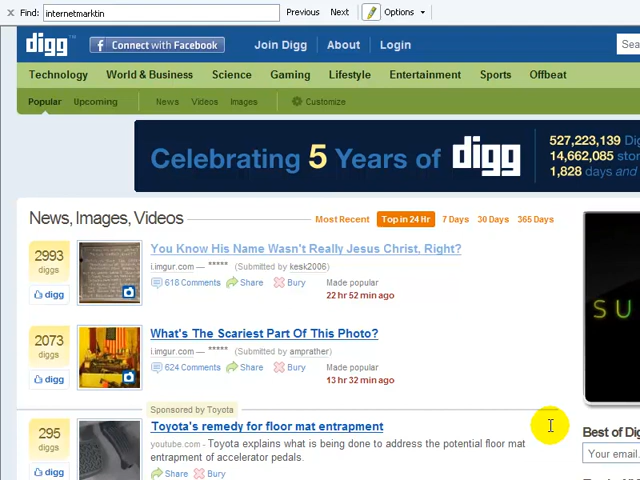 Find: internetmarktin Previous Next Options
digg™ Connect with Facebook Join Digg About Login Sea
Technology World & Business Science Gaming Lifestyle Entertainment Sports Offbeat
Popular Upcoming News Videos Images Customize
Celebrating 5 Years of digg
527,223,139 Di
14,662,085 stor
1,828 days and
News, Images, Videos Most Recent Top in 24 Hr 7 Days 30 Days 365 Days
2993 diggs
digg
You Know His Name Wasn't Really Jesus Christ, Right?
i.imgur.com — ***** (Submitted by kesk2006)
618 Comments Share Bury Made popular
22 hr 52 min ago
2073 diggs
digg
What's The Scariest Part Of This Photo?
i.imgur.com — ***** (Submitted by amprather)
624 Comments Share Bury Made popular
13 hr 32 min ago
Sponsored by Toyota
295 diggs
digg
Toyota's remedy for floor mat entrapment
youtube.com - Toyota explains what is being done to address the potential floor mat
entrapment of accelerator pedals.
Share Bury
SU
Best of Dig
Your email.